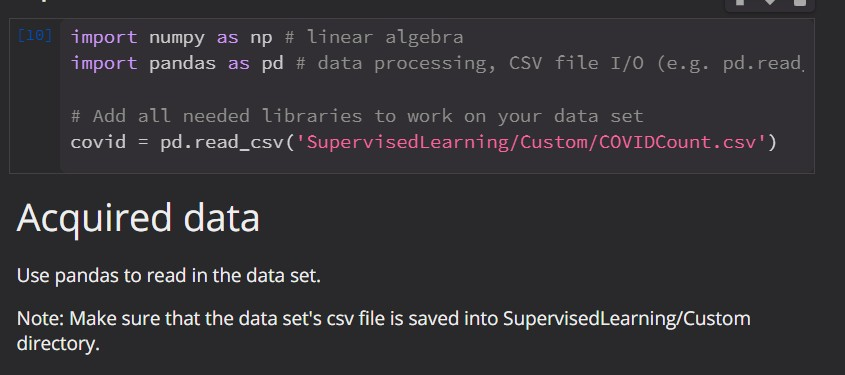 [10]
import numpy as np # linear algebra
import pandas as pd # data processing, CSV file I/O (e.g. pd.read_
# Add all needed libraries to work on your data set
covid = pd.read_csv('SupervisedLearning/Custom/COVIDCount.csv')
Acquired data
Use pandas to read in the data set.
Note: Make sure that the data set's csv file is saved into SupervisedLearning/Custom
directory.